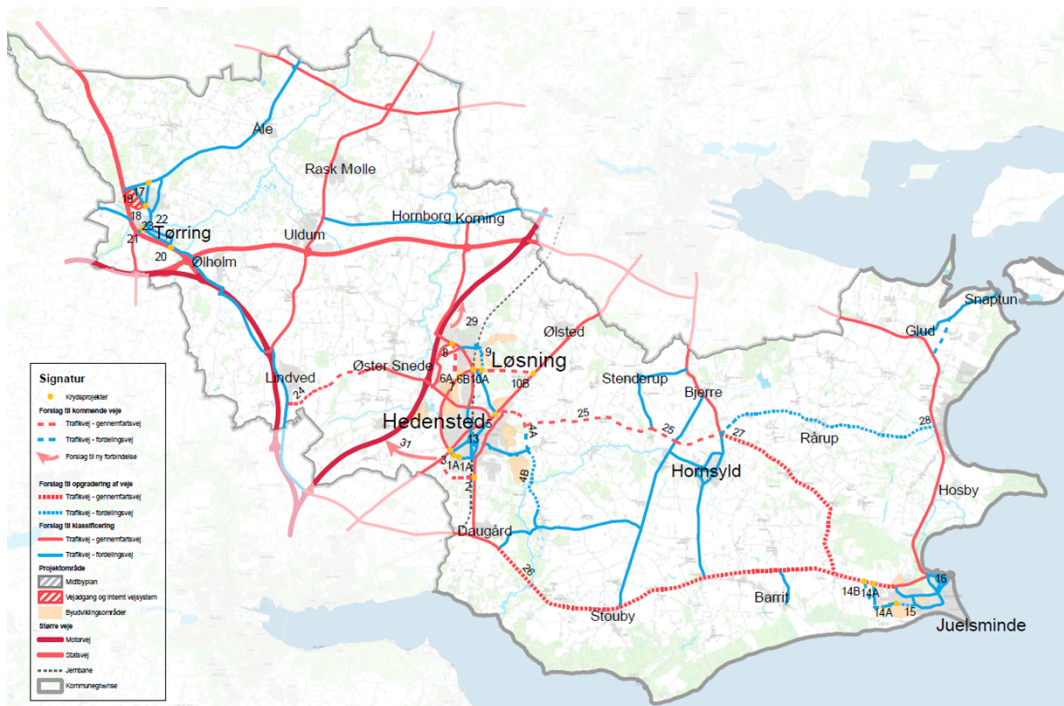 Snaptun
Glud
Åle
Rask Mølle
Hornborg
Korning
17
19
18
22
23
Tørring
21
20
Uldum
Ølholm
29
Ølsted
8
9
Løsning
Øster Snede
6A
6B
10A
7
10B
Lindved
24
Stenderup
Bjerre
Hedensted
5
25
25
27
28
Rårup
4A
13
31
3
1A
1A
4B
2
Hornsyld
Hosby
Daugård
26
Stouby
Barrit
14B
14A
14A
15
16
Juelsminde
Signatur
Krydsprojekter
Forslag til kommende veje
Trafikvej - gennemfartsvej
Trafikvej - fordelingsvej
Forslag til ny forbindelse
Forslag til opgradering af veje
Trafikvej - gennemfartsvej
Trafikvej - fordelingsvej
Forslag til klassificering
Trafikvej - gennemfartsvej
Trafikvej - fordelingsvej
Projektområde
Midtbyplan
Vejadgang og internt vejsystem
Byudviklingsområder
Større veje
Motorvej
Statsvej
Jernbane
Kommunegrænse